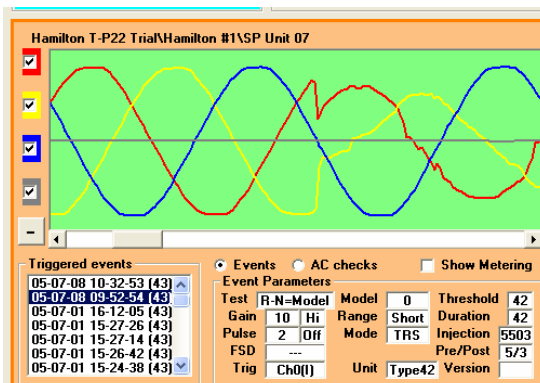 Hamilton T-P22 Trial\Hamilton #1\SP Unit 07
Triggered events
05-07-08 10-32-53 (43)
05-07-08 09-52-54 (43)
05-07-01 16-12-05 (43)
05-07-01 15-27-26 (43)
05-07-01 15-27-14 (43)
05-07-01 15-26-42 (43)
05-07-01 15-24-38 (43)
Events AC checks Show Metering
Event Parameters
Test R-N=Model Model 0 Threshold 42
Gain 10 Hi Range Short Duration 42
Pulse 2 Off Mode TRS Injection 5503
FSD --- Pre/Post 5/3
Trig Ch0(I) Unit Type42 Version